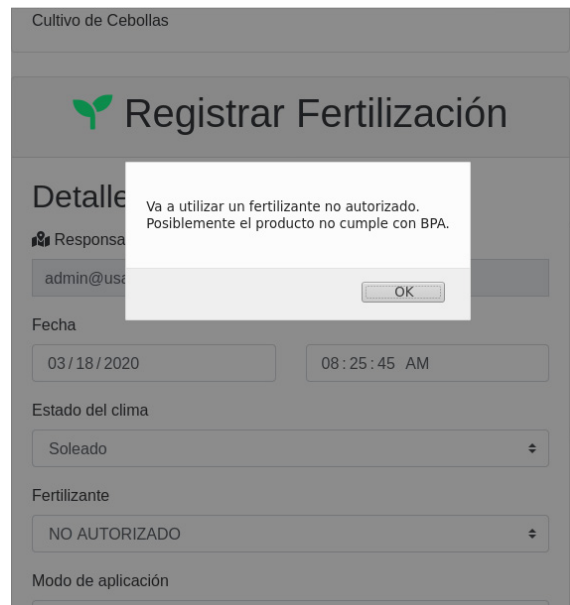 Cultivo de Cebollas
Registrar Fertilización
Detalle
Va a utilizar un fertilizante no autorizado.
Posiblemente el producto no cumple con BPA.
Responsa
admin@usa
OK
Fecha
03/18/2020
08:25:45 AM
Estado del clima
Soleado
Fertilizante
NO AUTORIZADO
Modo de aplicación